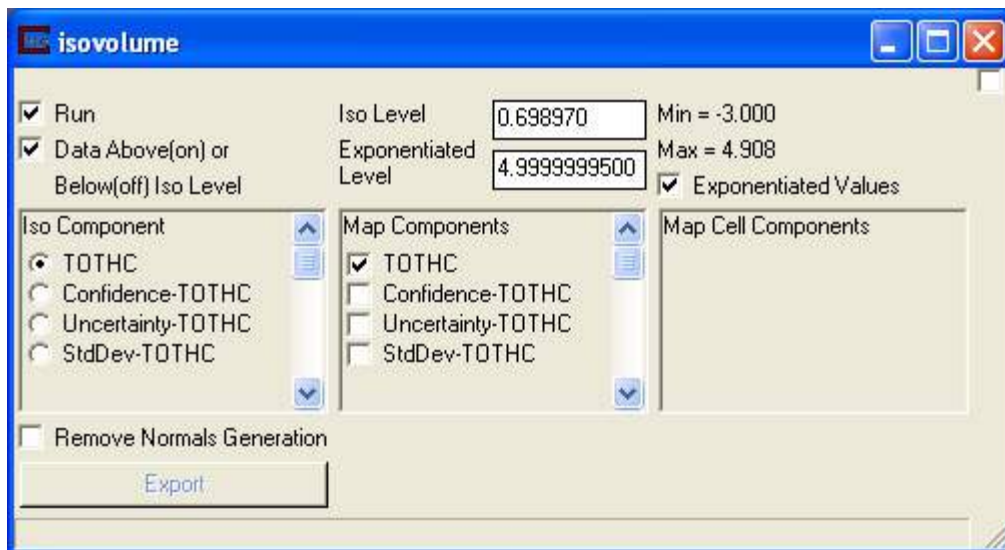 isovolume
Run
Data Above(on) or
Below(off) Iso Level
Iso Level
0.698970
Exponentiated
Level
4.9999999500
Min = -3.000
Max = 4.908
Exponentiated Values
Iso Component
TOTHC
Confidence-TOTHC
Uncertainty-TOTHC
StdDev-TOTHC
Map Components
TOTHC
Confidence-TOTHC
Uncertainty-TOTHC
StdDev-TOTHC
Map Cell Components
Remove Normals Generation
Export